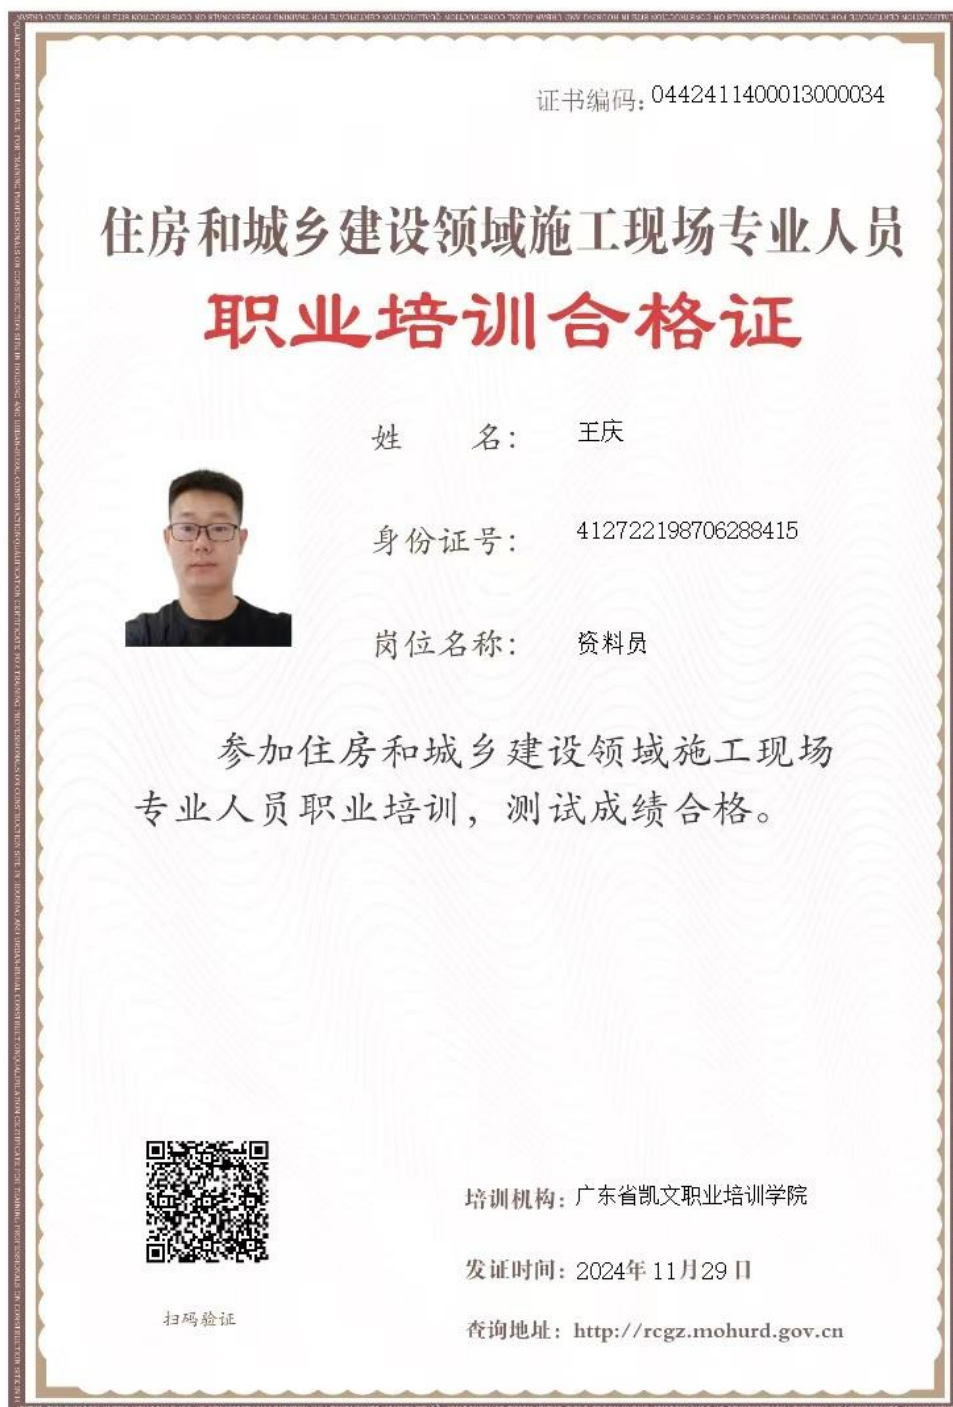 证书编码: 0442411400013000034
住房和城乡建设领域施工现场专业人员
职业培训合格证
姓 名: 王庆
身份证号: 412722198706288415
岗位名称: 资料员
参加住房和城乡建设领域施工现场
专业人员职业培训，测试成绩合格。
培训机构: 广东省凯文职业培训学院
发证时间: 2024年11月29日
扫码验证
查询地址: http://rcgz.mohurd.gov.cn